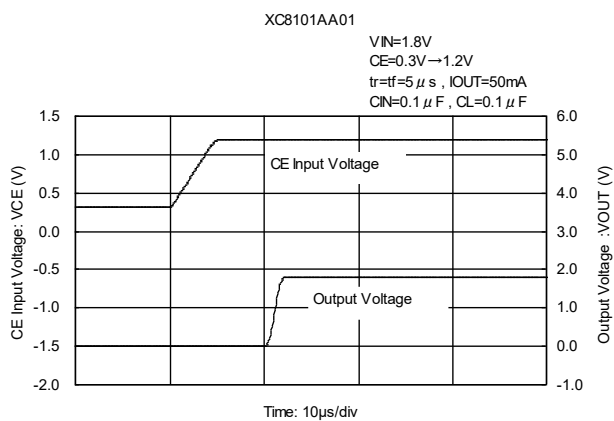 XC8101AA01
VIN=1.8V
CE=0.3V→1.2V
tr=tf=5μs , IOUT=50mA
CIN=0.1μF , CL=0.1μF
CE Input Voltage: VCE (V)
1.5
1.0
0.5
0.0
-0.5
-1.0
-1.5
-2.0
CE Input Voltage
Output Voltage
6.0
5.0
4.0
3.0
2.0
1.0
0.0
-1.0
Output Voltage :VOUT (V)
Time: 10μs/div